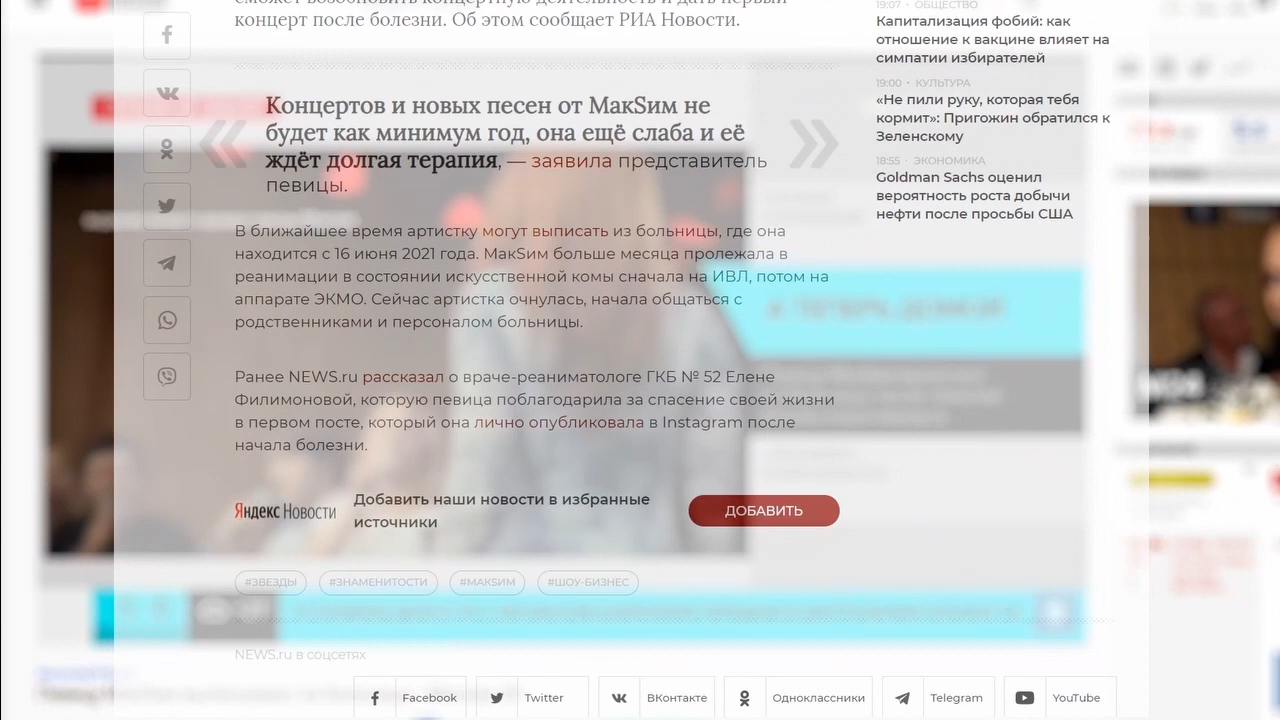 сможет возобновить концертную деятельность и дать первый
концерт после болезни. Об этом сообщает РИА Новости.
Концертов и новых песен от МакSим не
будет как минимум год, она ещё слаба и её
ждёт долгая терапия, — заявила представитель
певицы.
В ближайшее время артистку могут выписать из больницы, где она
находится с 16 июня 2021 года. МакSим больше месяца пролежала в
реанимации в состоянии искусственной комы сначала на ИВЛ, потом на
аппарате ЭКМО. Сейчас артистка очнулась, начала общаться с
родственниками и персоналом больницы.
Ранее NEWS.ru рассказал о враче-реаниматологе ГКБ № 52 Елене
Филимоновой, которую певица поблагодарила за спасение своей жизни
в первом посте, который она лично опубликовала в Instagram после
начала болезни.
Яндекс Новости
Добавить наши новости в избранные
источники
ДОБАВИТЬ
#ЗВЕЗДЫ #ЗНАМЕНИТОСТИ #МАКSИМ #ШОУ-БИЗНЕС
NEWS.ru в соцсетях
Facebook Twitter ВКонтакте Одноклассники Telegram YouTube
19:07 • ОБЩЕСТВО
Капитализация фобий: как
отношение к вакцине влияет на
симпатии избирателей
19:00 • КУЛЬТУРА
«Не пили руку, которая тебя
кормит»: Пригожин обратился к
Зеленскому
18:55 • ЭКОНОМИКА
Goldman Sachs оценил
вероятность роста добычи
нефти после просьбы США